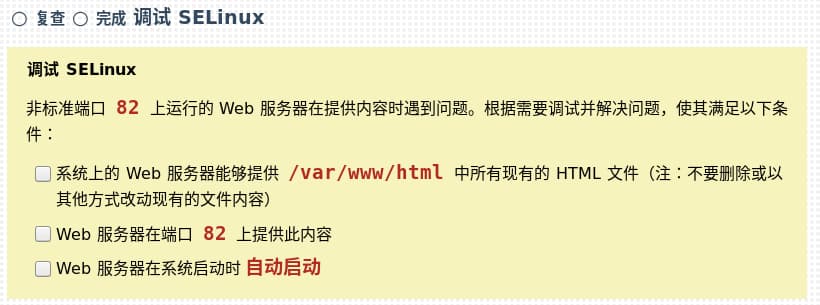 复查 完成 调试 SELinux
调试 SELinux
非标准端口 82 上运行的 Web 服务器在提供内容时遇到问题。根据需要调试并解决问题，使其满足以下条
件：
系统上的 Web 服务器能够提供 /var/www/html 中所有现有的 HTML 文件（注：不要删除或以
其他方式改动现有的文件内容）
Web 服务器在端口 82 上提供此内容
Web 服务器在系统启动时 自动启动